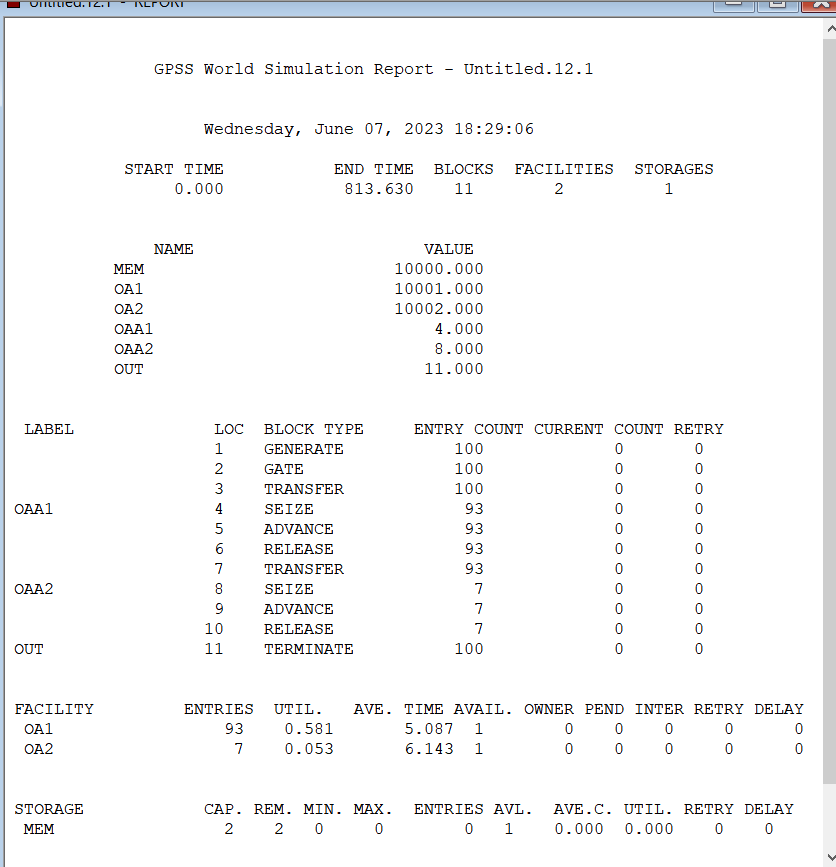 Untitled.12.1 - REPORT
GPSS World Simulation Report - Untitled.12.1
Wednesday, June 07, 2023 18:29:06
START TIME END TIME BLOCKS FACILITIES STORAGES
0.000 813.630 11 2 1
NAME VALUE
MEM 10000.000
OA1 10001.000
OA2 10002.000
OAA1 4.000
OAA2 8.000
OUT 11.000
LABEL LOC BLOCK TYPE ENTRY COUNT CURRENT COUNT RETRY
1 GENERATE 100 0 0
2 GATE 100 0 0
3 TRANSFER 100 0 0
OAA1 4 SEIZE 93 0 0
5 ADVANCE 93 0 0
6 RELEASE 93 0 0
7 TRANSFER 93 0 0
OAA2 8 SEIZE 7 0 0
9 ADVANCE 7 0 0
10 RELEASE 7 0 0
OUT 11 TERMINATE 100 0 0
FACILITY ENTRIES UTIL. AVE. TIME AVAIL. OWNER PEND INTER RETRY DELAY
OA1 93 0.581 5.087 1 0 0 0 0 0
OA2 7 0.053 6.143 1 0 0 0 0 0
STORAGE CAP. REM. MIN. MAX. ENTRIES AVL. AVE.C. UTIL. RETRY DELAY
MEM 2 2 0 0 0 1 0.000 0.000 0 0